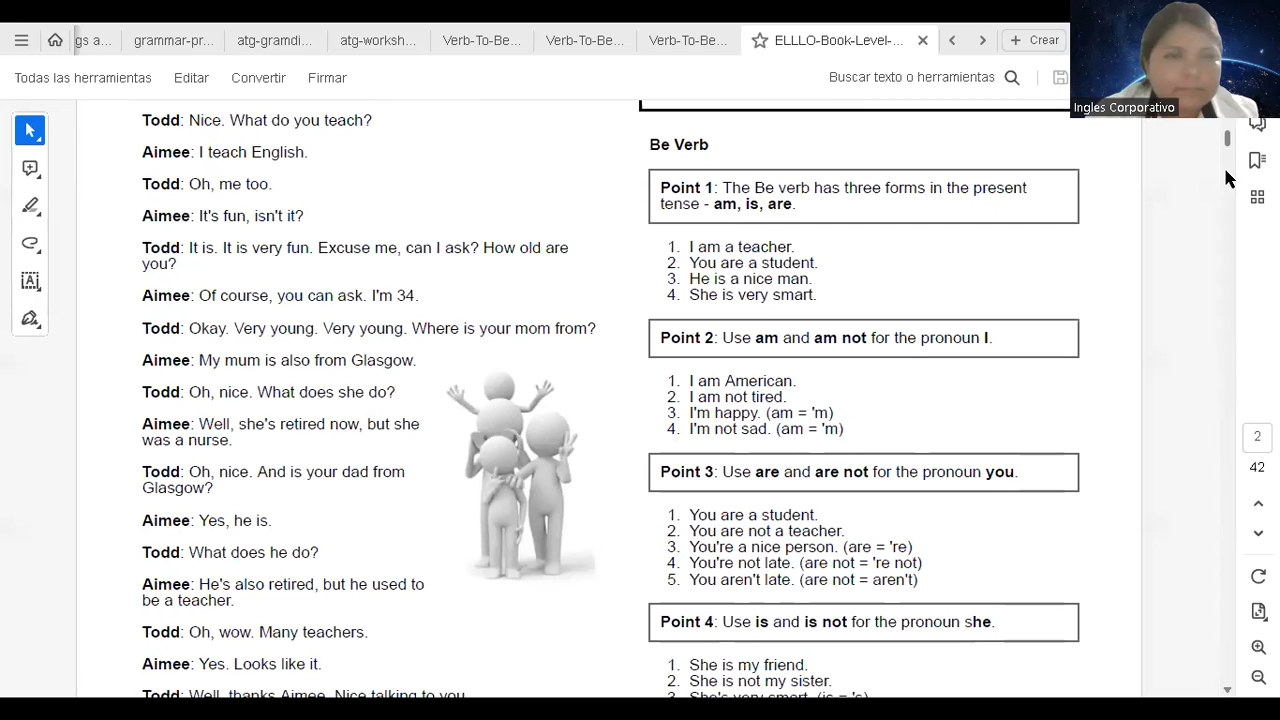 gs a...
grammar-pr...
atg-gramdi...
atg-worksh...
Verb-To-Be...
Verb-To-Be...
Verb-To-Be...
ELLLO-Book-Level-...
Crear
Todas las herramientas
Editar
Convertir
Firmar
Buscar texto o herramientas
Ingles Corporativo
Todd: Nice. What do you teach?
Aimee: I teach English.
Todd: Oh, me too.
Aimee: It's fun, isn't it?
Todd: It is. It is very fun. Excuse me, can I ask? How old are
you?
Aimee: Of course, you can ask. I'm 34.
Todd: Okay. Very young. Very young. Where is your mom from?
Aimee: My mum is also from Glasgow.
Todd: Oh, nice. What does she do?
Aimee: Well, she's retired now, but she
was a nurse.
Todd: Oh, nice. And is your dad from
Glasgow?
Aimee: Yes, he is.
Todd: What does he do?
Aimee: He's also retired, but he used to
be a teacher.
Todd: Oh, wow. Many teachers.
Aimee: Yes. Looks like it.
Todd: Well, thanks Aimee. Nice talking to you
Be Verb
Point 1: The Be verb has three forms in the present
tense - am, is, are.
1. I am a teacher.
2. You are a student.
3. He is a nice man.
4. She is very smart.
Point 2: Use am and am not for the pronoun I.
1. I am American.
2. I am not tired.
3. I'm happy. (am = 'm)
4. I'm not sad. (am = 'm)
Point 3: Use are and are not for the pronoun you.
1. You are a student.
2. You are not a teacher.
3. You're a nice person. (are = 're)
4. You're not late. (are not = 're not)
5. You aren't late. (are not = aren't)
Point 4: Use is and is not for the pronoun she.
1. She is my friend.
2. She is not my sister.
3. She's very smart. (is = 's)
2
42